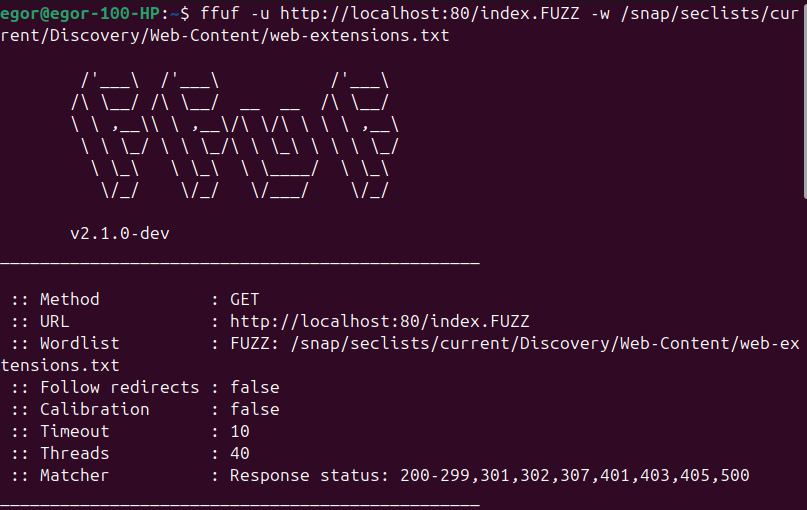 egor@egor-100-HP:~$ ffuf -u http://localhost:80/index.FUZZ -w /snap/seclists/cur
rent/Discovery/Web-Content/web-extensions.txt

        /'___\  /'___\           /'___\
       /\ \__/ /\ \__/  __  __  /\ \__/
       \ \ ,__\\ \ ,__\/\ \/\ \ \ \ ,__\
        \ \ \_/ \ \ \_/\ \ \_\ \ \ \ \_/
         \ \_\   \ \_\  \ \____/  \ \_\
          \/_/    \/_/   \/___/    \/_/

       v2.1.0-dev
________________________________________________

 :: Method           : GET
 :: URL              : http://localhost:80/index.FUZZ
 :: Wordlist         : FUZZ: /snap/seclists/current/Discovery/Web-Content/web-ex
tensions.txt
 :: Follow redirects : false
 :: Calibration      : false
 :: Timeout          : 10
 :: Threads          : 40
 :: Matcher          : Response status: 200-299,301,302,307,401,403,405,500
________________________________________________